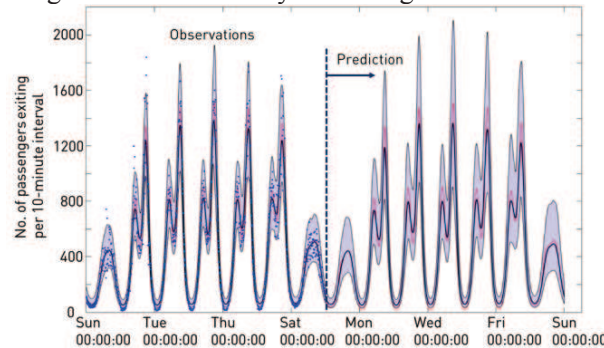 2000
1600
1200
800
400
0
No. of passengers exiting
per 10-minute interval
Observations
Prediction
Sun Tue Thu Sat Mon Wed Fri Sun
00:00:00 00:00:00 00:00:00 00:00:00 00:00:00 00:00:00 00:00:00 00:00:00